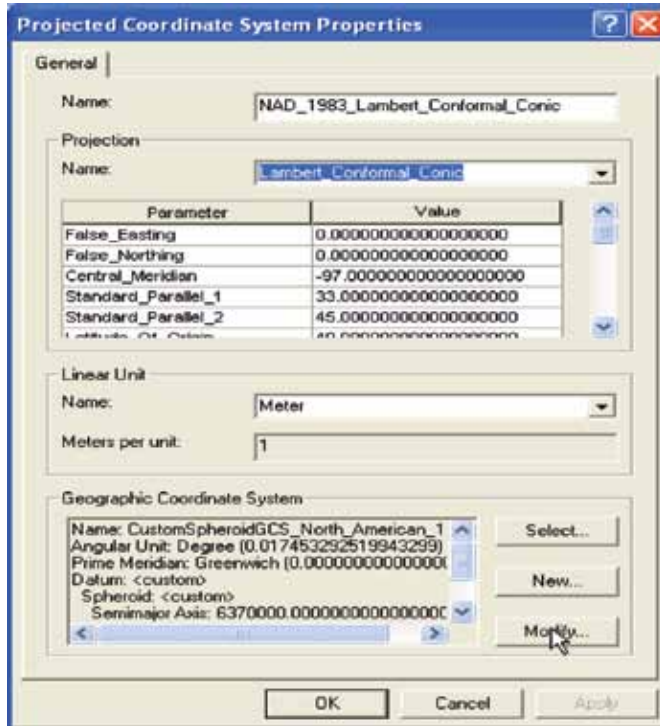 Projected Coordinate System Properties
General
Name: NAD_1983_Lambert_Conformal_Conic
Projection
Name: Lambert_Conformal_Conic
Parameter Value
False_Easting 0.000000000000000000
False_Northing 0.000000000000000000
Central_Meridian -97.000000000000000000
Standard_Parallel_1 33.000000000000000000
Standard_Parallel_2 45.000000000000000000
Linear Unit
Name: Meter
Meters per unit: 1
Geographic Coordinate System
Name: CustomSpheroidGCS_North_American_1
Angular Unit: Degree (0.017453292519943299)
Prime Meridian: Greenwich (0.00000000000000
Datum: <custom>
Spheroid: <custom>
Semimajor Axis: 6370000.0000000000000000
Select...
New...
Modify...
OK Cancel Apply